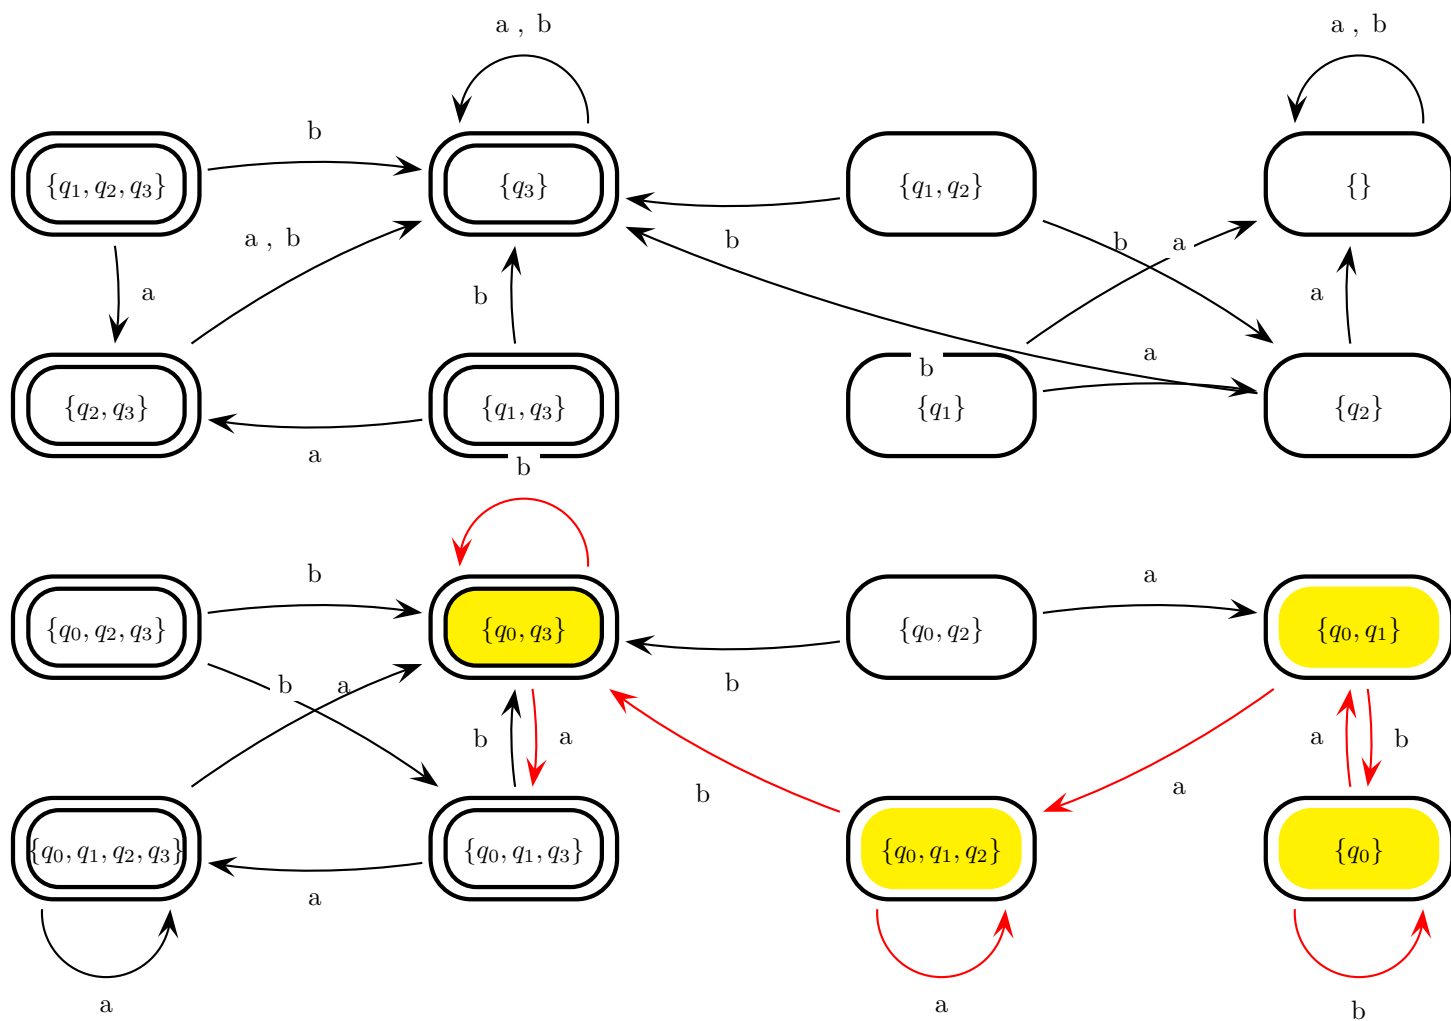 a , b
a , b
b
{q₁, q₂, q₃}
{q₃}
{q₁, q₂}
{}
a , b
b
b
a
a
b
a
a
b
{q₂, q₃}
{q₁, q₃}
{q₁}
{q₂}
a
b
b
a
{q₀, q₂, q₃}
{q₀, q₃}
{q₀, q₂}
{q₀, q₁}
b
a
b
b
a
a
b
b
a
{q₀, q₁, q₂, q₃}
{q₀, q₁, q₃}
{q₀, q₁, q₂}
{q₀}
a
a
a
b